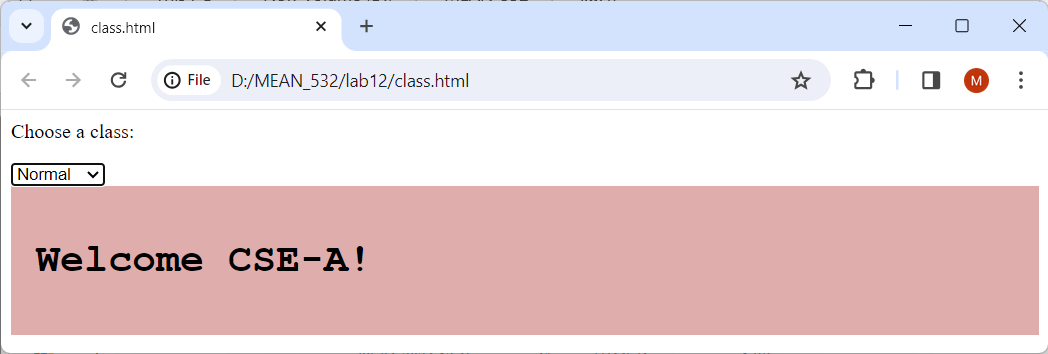 class.html
File D:/MEAN_532/lab12/class.html M
Choose a class:
Normal
Welcome CSE-A!